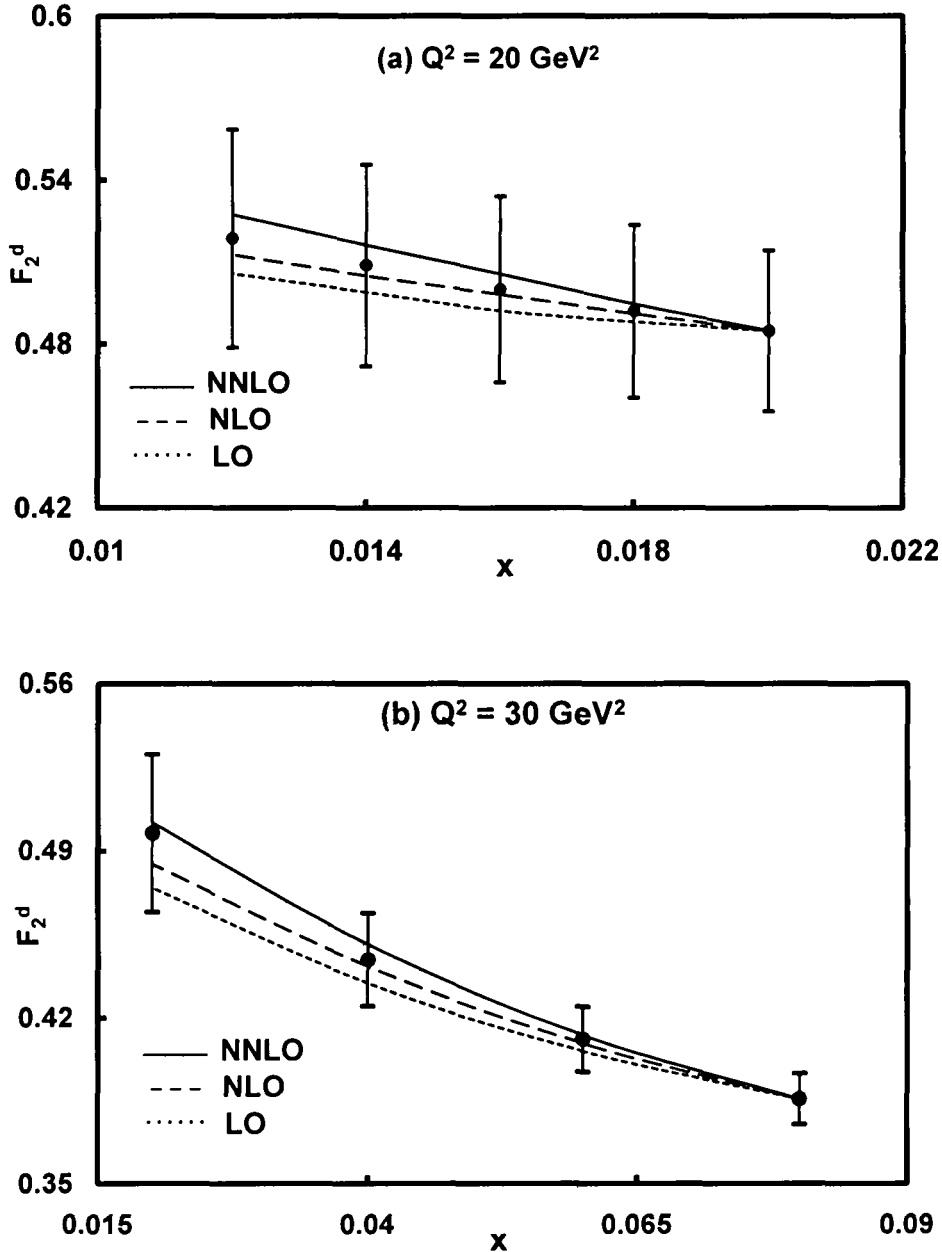 0.6
(a) Q² = 20 GeV²
0.54
F₂ᵈ
0.48
NNLO
NLO
LO
0.42
0.01 0.014 0.018 0.022
x
0.56
(b) Q² = 30 GeV²
0.49
F₂ᵈ
0.42
NNLO
NLO
LO
0.35
0.015 0.04 0.065 0.09
x